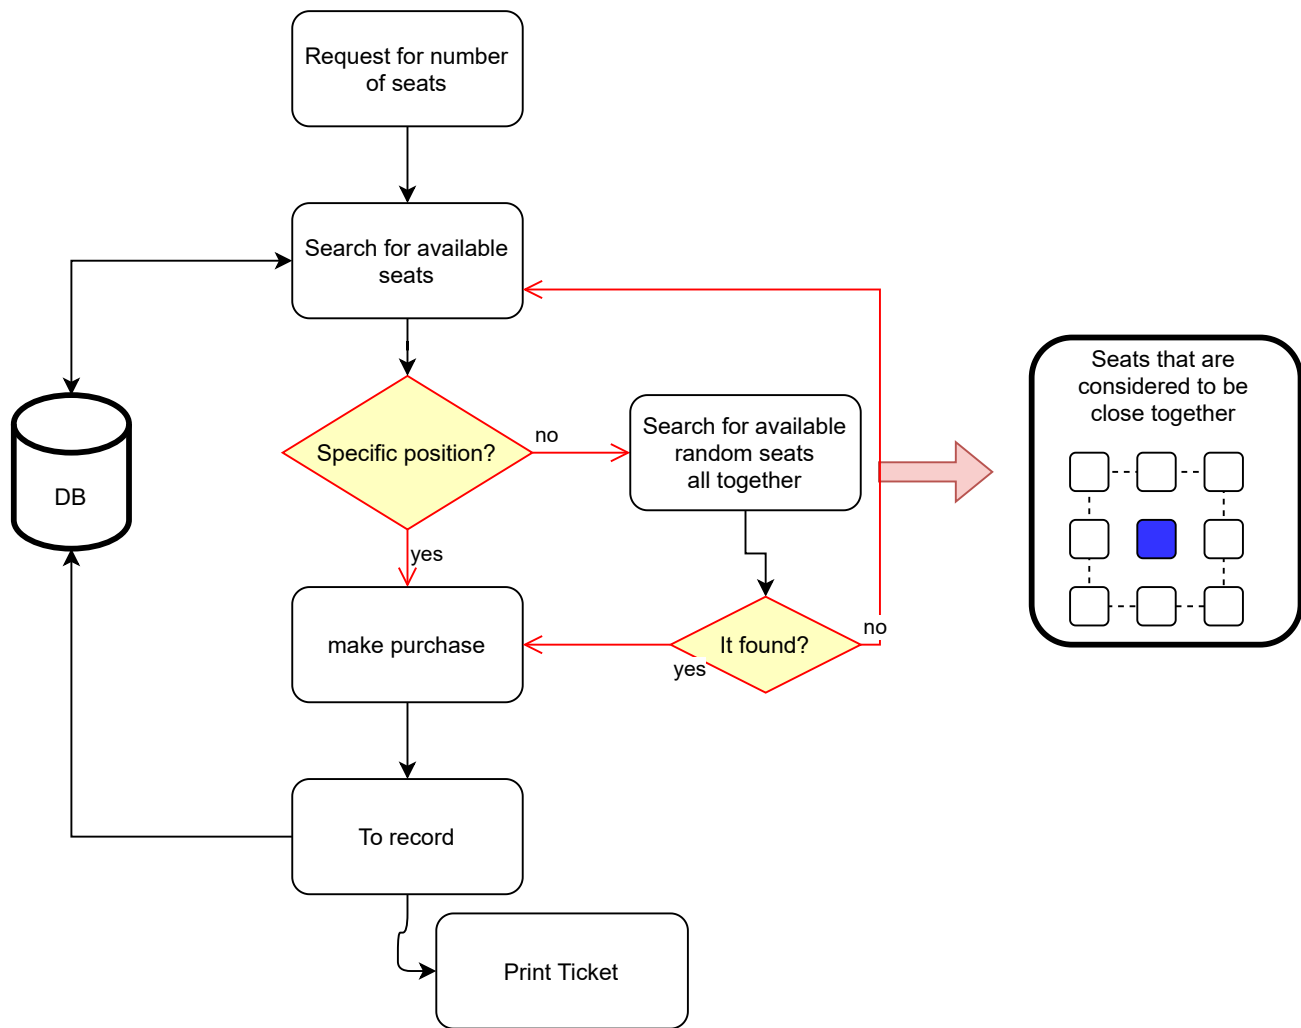 Request for number
of seats
Search for available
seats
Seats that are
considered to be
close together
Specific position?
no
Search for available
random seats
all together
DB
yes
make purchase
It found?
no
yes
To record
Print Ticket